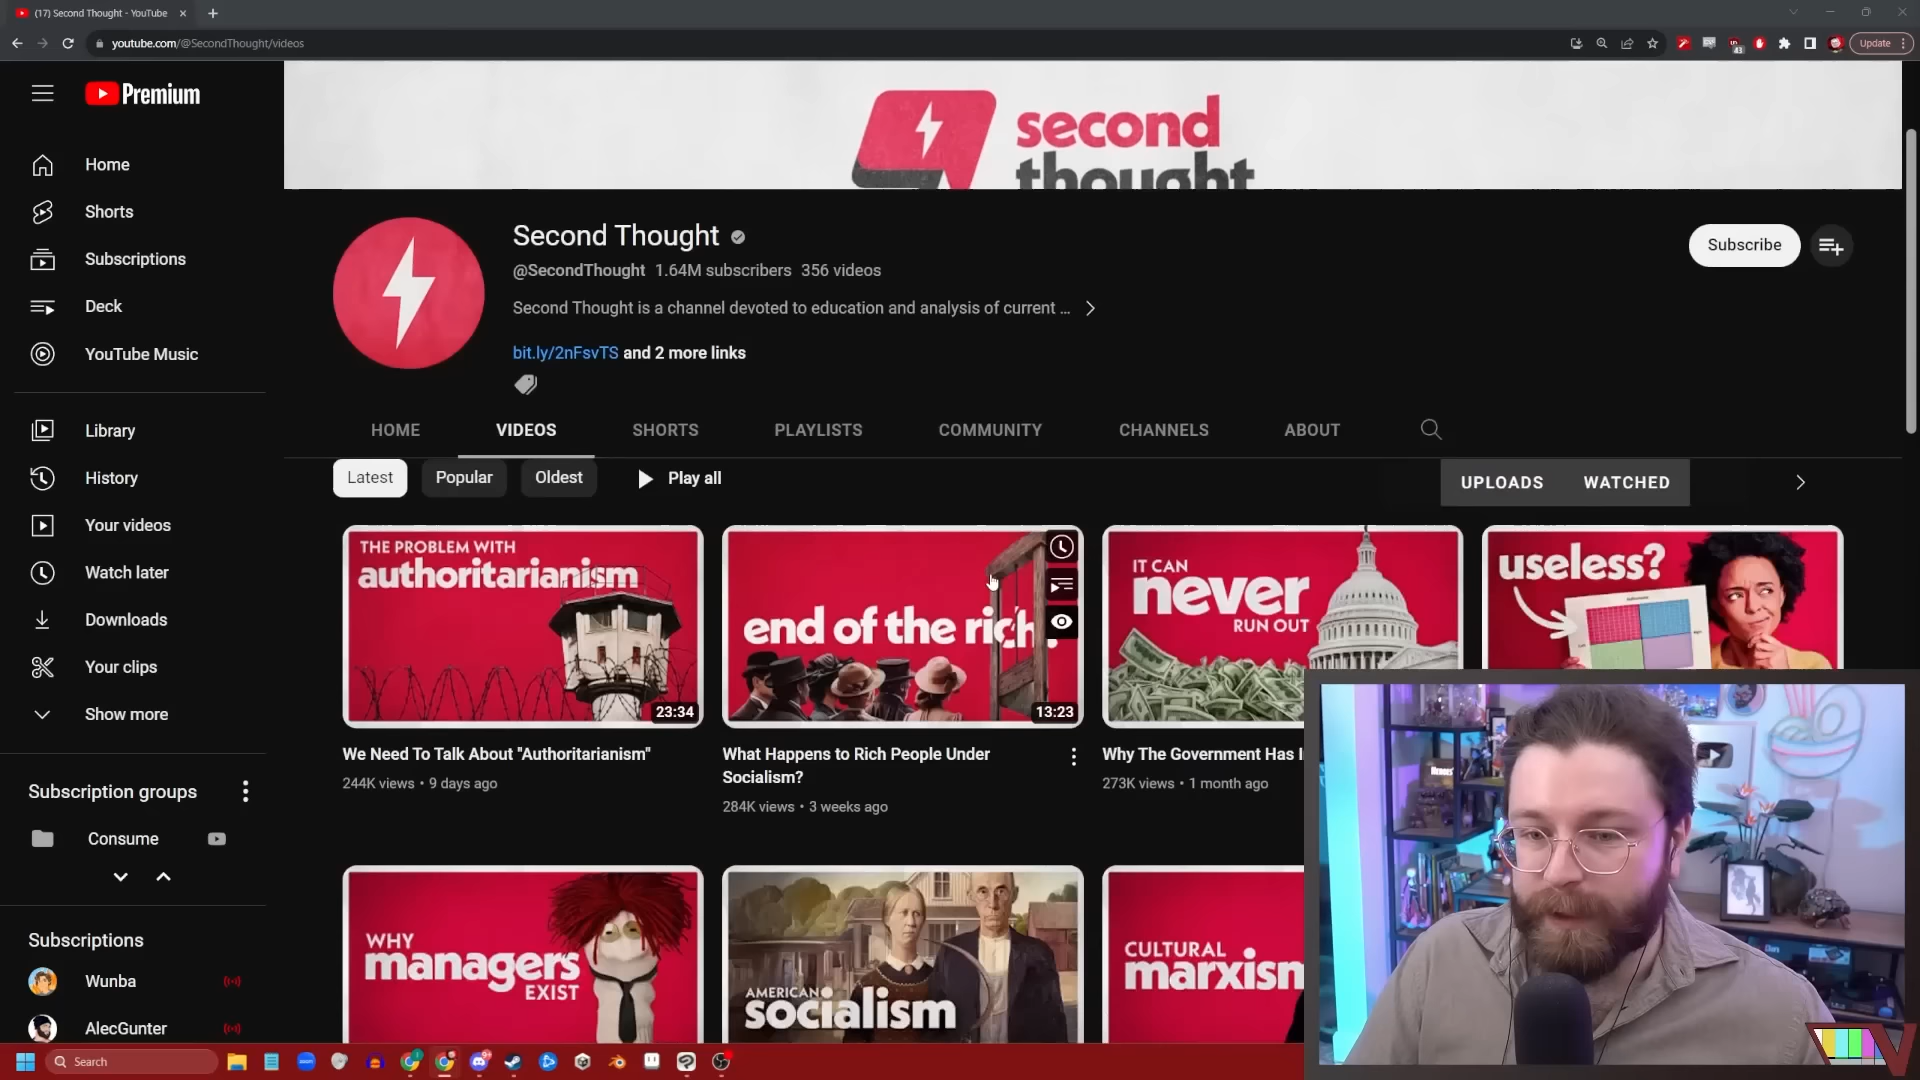 (17) Second Thought - YouTube
youtube.com/@SecondThought/videos
43
Update
Premium
second
thought
Home
Shorts
Subscriptions
Deck
YouTube Music
Library
History
Your videos
Watch later
Downloads
Your clips
Show more
Subscription groups
Consume
Subscriptions
Wunba
AlecGunter
Second Thought
@SecondThought 1.64M subscribers 356 videos
Second Thought is a channel devoted to education and analysis of current ...
bit.ly/2nFsvTS and 2 more links
Subscribe
HOME
VIDEOS
SHORTS
PLAYLISTS
COMMUNITY
CHANNELS
ABOUT
Latest
Popular
Oldest
Play all
UPLOADS
WATCHED
THE PROBLEM WITH
authoritarianism
23:34
We Need To Talk About "Authoritarianism"
244K views • 9 days ago
end of the rich?
13:23
What Happens to Rich People Under
Socialism?
284K views • 3 weeks ago
IT CAN
never
RUN OUT
Why The Government Has I
273K views • 1 month ago
useless?
WHY
managers
EXIST
AMERICAN
socialism
CULTURAL
marxism
Search